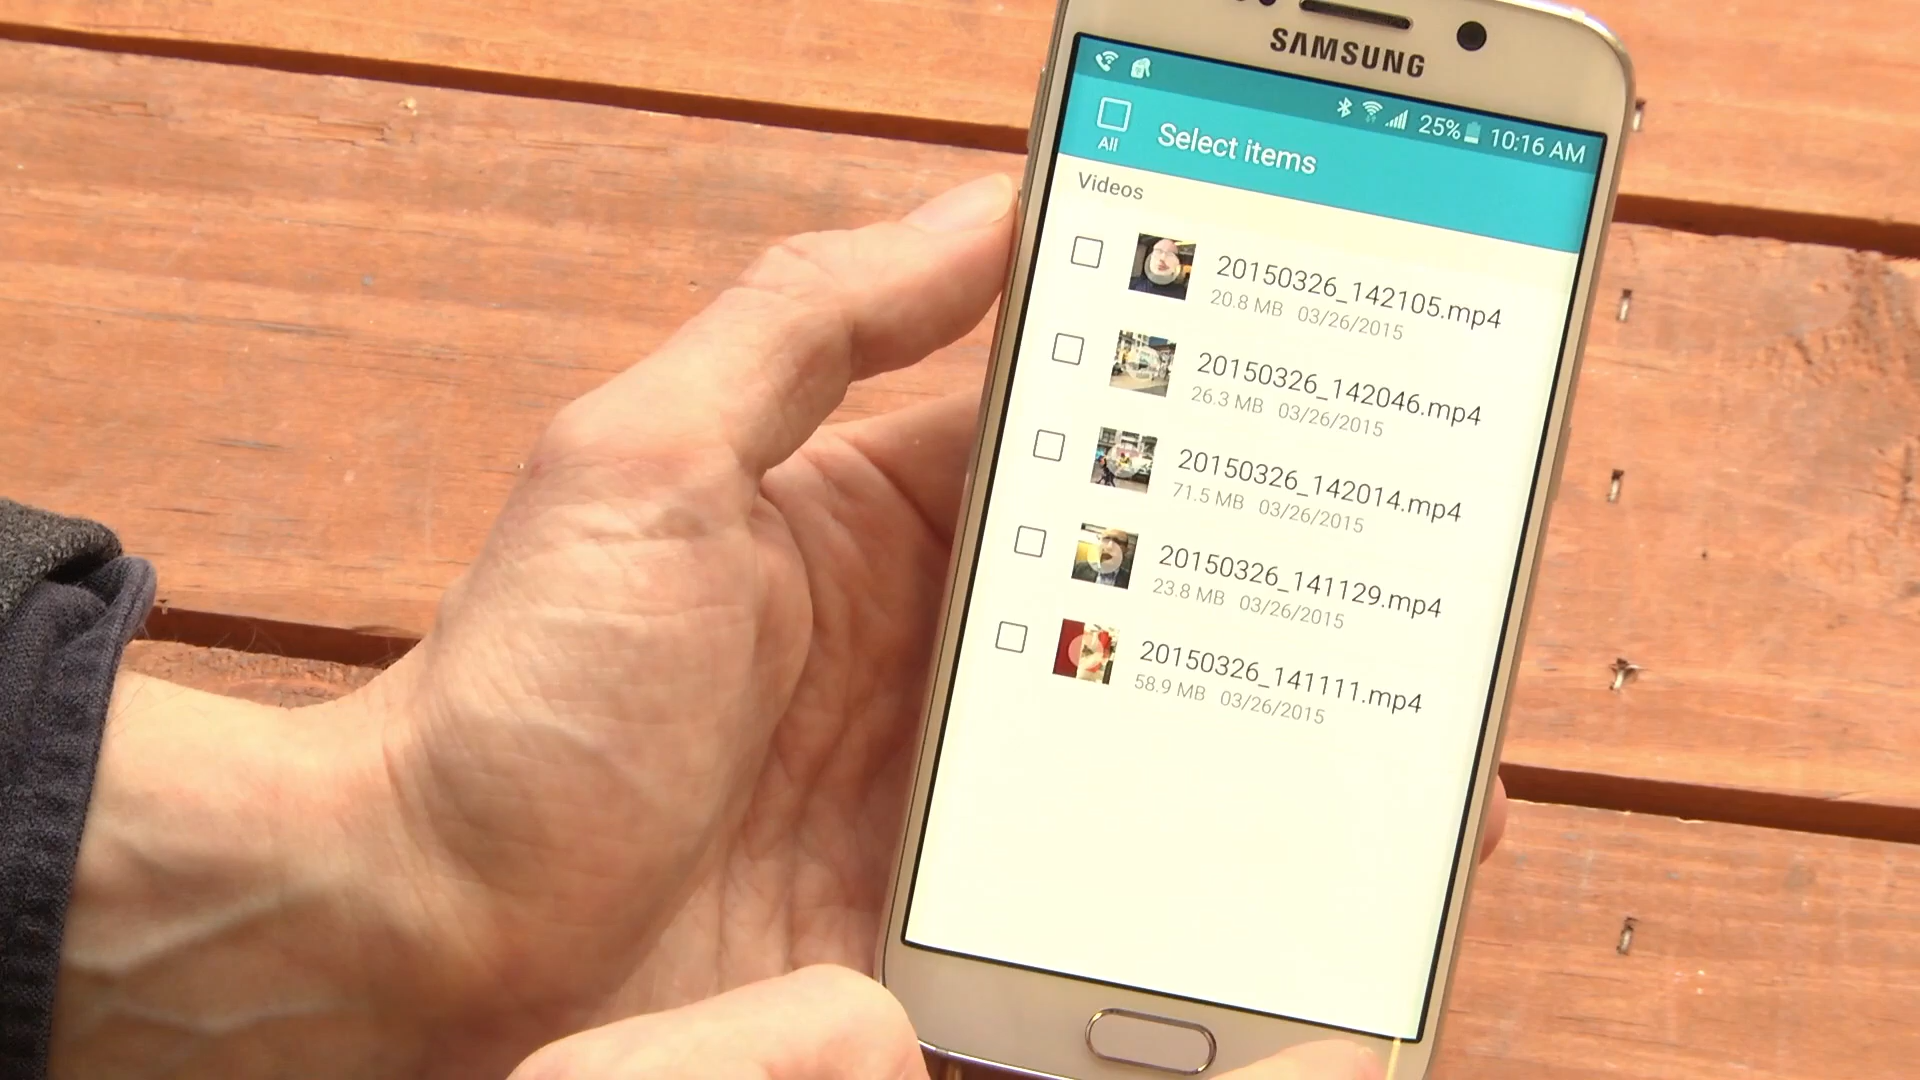 SAMSUNG
25% 10:16 AM
All
Select items
Videos
20150326_142105.mp4
20.8 MB 03/26/2015
20150326_142046.mp4
26.3 MB 03/26/2015
20150326_142014.mp4
71.5 MB 03/26/2015
20150326_141129.mp4
23.8 MB 03/26/2015
20150326_141111.mp4
58.9 MB 03/26/2015